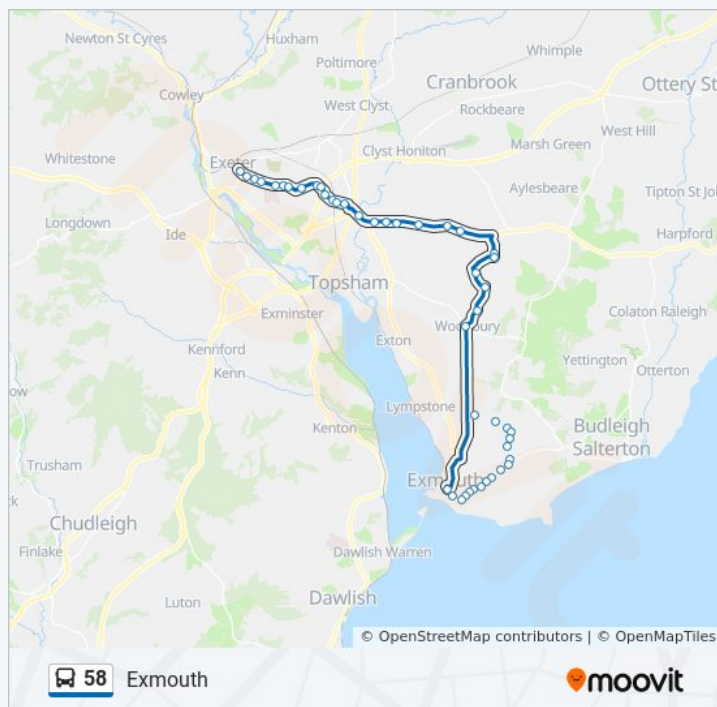 Newton St Cyres
Huxham
Poltimore
Whimple
Cranbrook
Ottery St
Cowley
West Clyst
Rockbeare
West Hill
Whitestone
Exeter
Clyst Honiton
Marsh Green
Aylesbeare
Tipton St Jo
Longdown
Ide
Harpford
Topsham
Exminster
Woodbury
Colaton Raleigh
Kennford
Exton
Yettington
Kenn
Otterton
Lympstone
Kenton
Budleigh
Salterton
Trusham
Exmouth
Chudleigh
Finlake
Dawlish Warren
Luton
Dawlish
© OpenStreetMap contributors | © OpenMapTiles
58 Exmouth
moovit